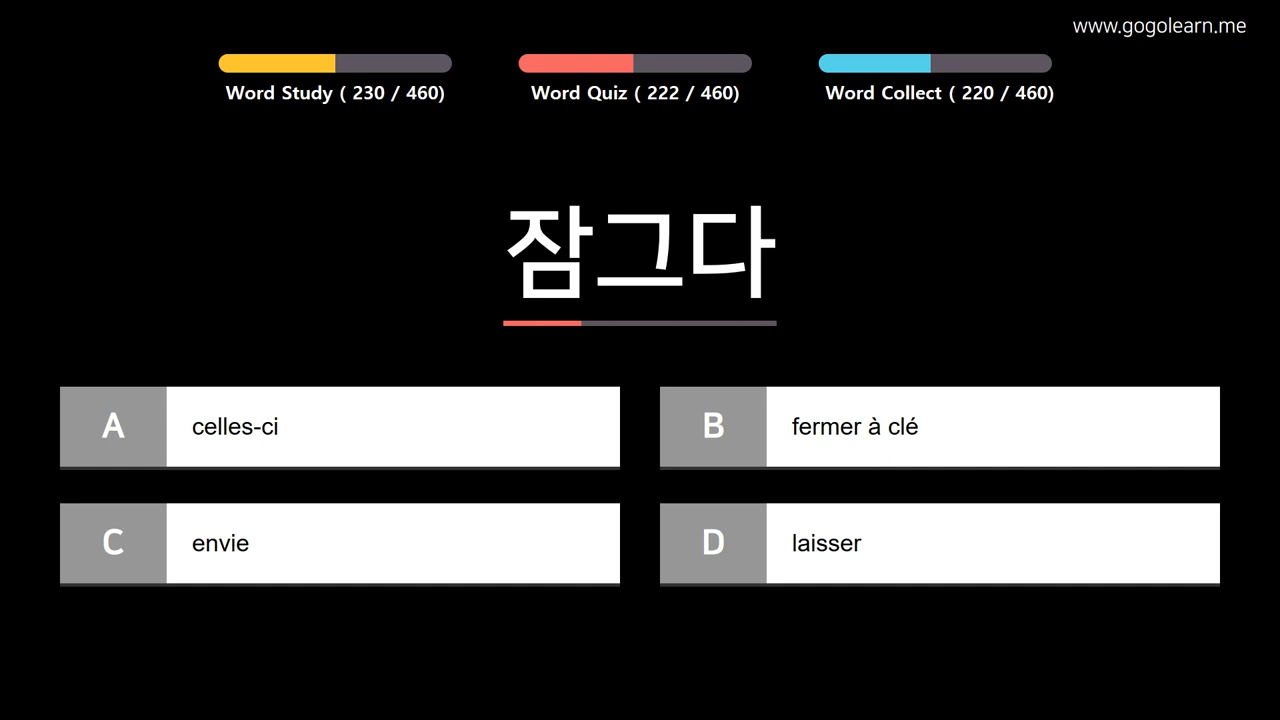 www.gogolearn.me
Word Study ( 230 / 460)
Word Quiz ( 222 / 460)
Word Collect ( 220 / 460)
잠그다
A
celles-ci
B
fermer à clé
C
envie
D
laisser